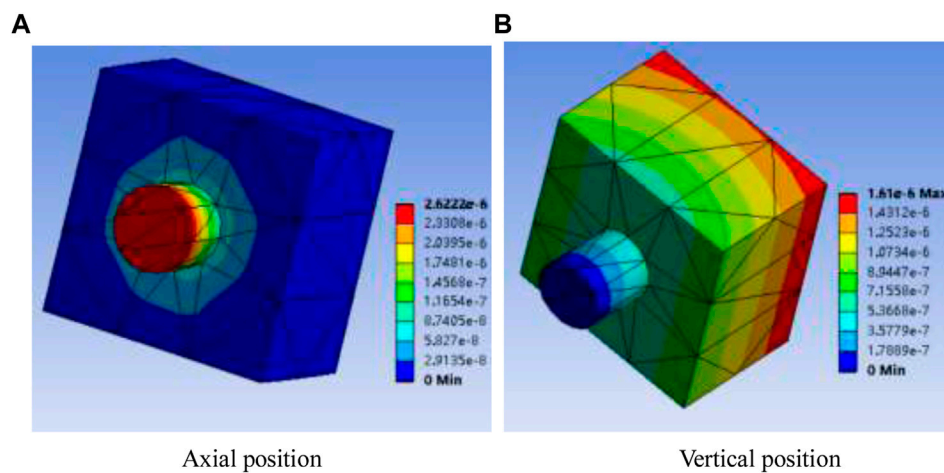 A
B
2.6222e-6
2.3308e-6
2.0395e-6
1.7481e-6
1.4568e-7
1.1654e-7
8.7405e-8
5.827e-8
2.9135e-8
0 Min
1.61e-6 Max
1.4312e-6
1.2523e-6
1.0734e-6
8.9447e-7
7.1558e-7
5.3668e-7
3.5779e-7
1.7889e-7
0 Min
Axial position
Vertical position